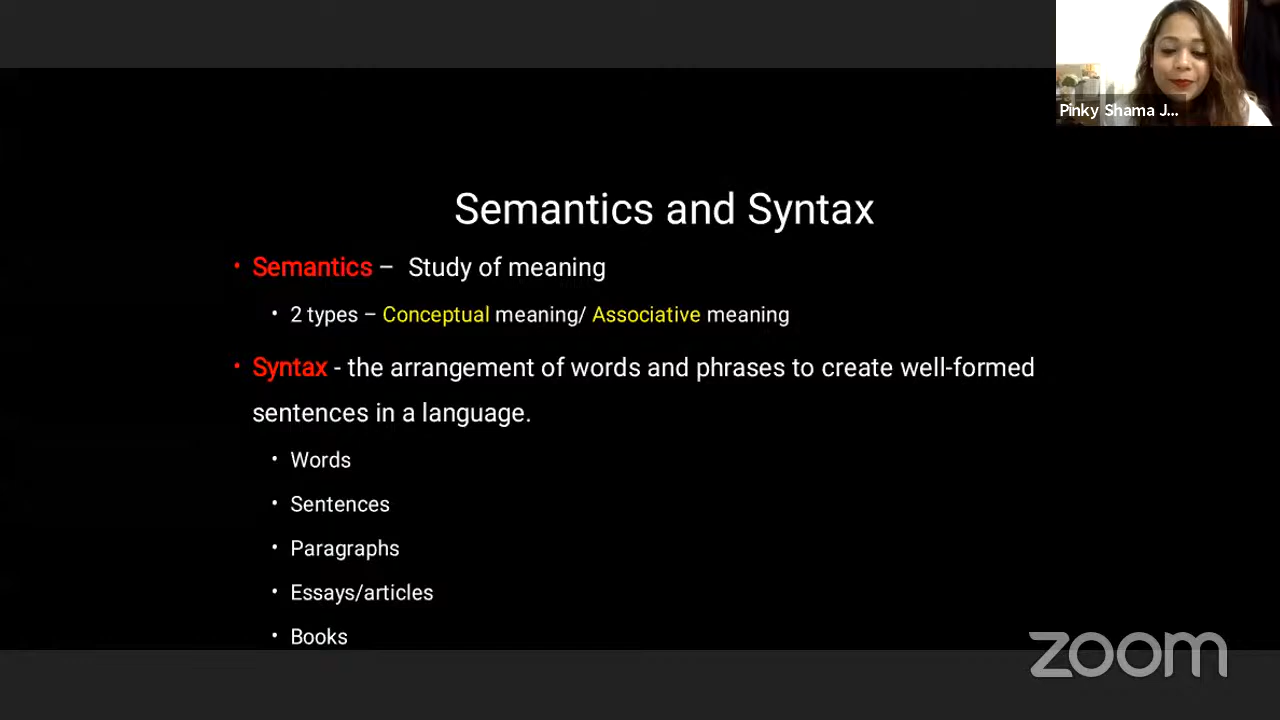 Pinky Shama J...
Semantics and Syntax
• Semantics – Study of meaning
• 2 types – Conceptual meaning/ Associative meaning
• Syntax - the arrangement of words and phrases to create well-formed
sentences in a language.
• Words
• Sentences
• Paragraphs
• Essays/articles
• Books
zoom